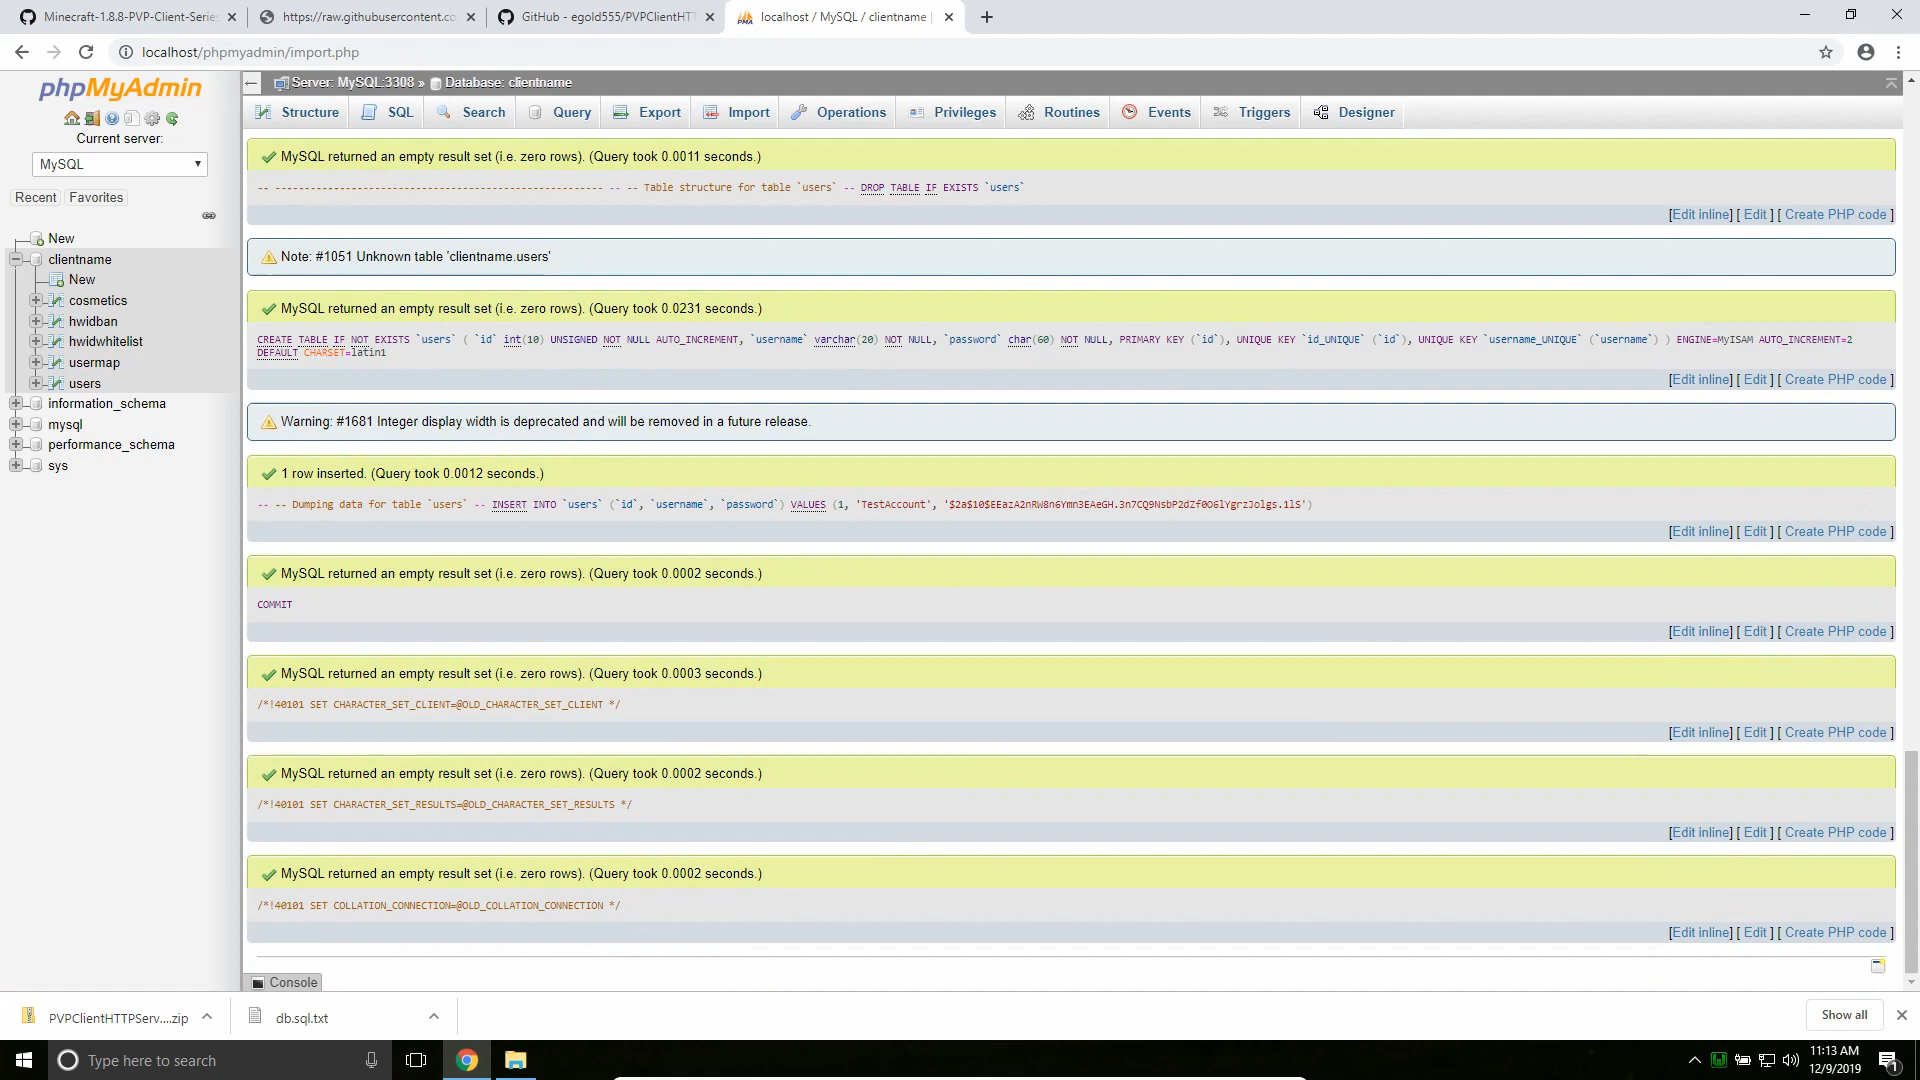 Minecraft-1.8.8-PVP-Client-Series
https://raw.githubusercontent.co
GitHub - egold555/PVPClientHT
localhost / MySQL / clientname |
localhost/phpmyadmin/import.php
phpMyAdmin
Current server:
MySQL
Recent
Favorites
New
clientname
New
cosmetics
hwidban
hwidwhitelist
usermap
users
information_schema
mysql
performance_schema
sys
Server: MySQL:3308 » Database: clientname
Structure SQL Search Query Export Import Operations Privileges Routines Events Triggers Designer
MySQL returned an empty result set (i.e. zero rows). (Query took 0.0011 seconds.)
-- -------------------------------------------------------- -- -- Table structure for table `users` -- DROP TABLE IF EXISTS `users`
[Edit inline] [ Edit ] [ Create PHP code ]
Note: #1051 Unknown table 'clientname.users'
MySQL returned an empty result set (i.e. zero rows). (Query took 0.0231 seconds.)
CREATE TABLE IF NOT EXISTS `users` ( `id` int(10) UNSIGNED NOT NULL AUTO_INCREMENT, `username` varchar(20) NOT NULL, `password` char(60) NOT NULL, PRIMARY KEY (`id`), UNIQUE KEY `id_UNIQUE` (`id`), UNIQUE KEY `username_UNIQUE` (`username`) ) ENGINE=MyISAM AUTO_INCREMENT=2
DEFAULT CHARSET=latin1
[Edit inline] [ Edit ] [ Create PHP code ]
Warning: #1681 Integer display width is deprecated and will be removed in a future release.
1 row inserted. (Query took 0.0012 seconds.)
-- -- Dumping data for table `users` -- INSERT INTO `users` (`id`, `username`, `password`) VALUES (1, 'TestAccount', '$2a$10$EEazA2nRW8n6Ymn3EAeGH.3n7CQ9NsbP2dZf0O6lYgrzJolgs.1lS')
[Edit inline] [ Edit ] [ Create PHP code ]
MySQL returned an empty result set (i.e. zero rows). (Query took 0.0002 seconds.)
COMMIT
[Edit inline] [ Edit ] [ Create PHP code ]
MySQL returned an empty result set (i.e. zero rows). (Query took 0.0003 seconds.)
/*!40101 SET CHARACTER_SET_CLIENT=@OLD_CHARACTER_SET_CLIENT */
[Edit inline] [ Edit ] [ Create PHP code ]
MySQL returned an empty result set (i.e. zero rows). (Query took 0.0002 seconds.)
/*!40101 SET CHARACTER_SET_RESULTS=@OLD_CHARACTER_SET_RESULTS */
[Edit inline] [ Edit ] [ Create PHP code ]
MySQL returned an empty result set (i.e. zero rows). (Query took 0.0002 seconds.)
/*!40101 SET COLLATION_CONNECTION=@OLD_COLLATION_CONNECTION */
[Edit inline] [ Edit ] [ Create PHP code ]
Console
PVPClientHTTPServ....zip
db.sql.txt
Show all
Type here to search
11:13 AM
12/9/2019
1